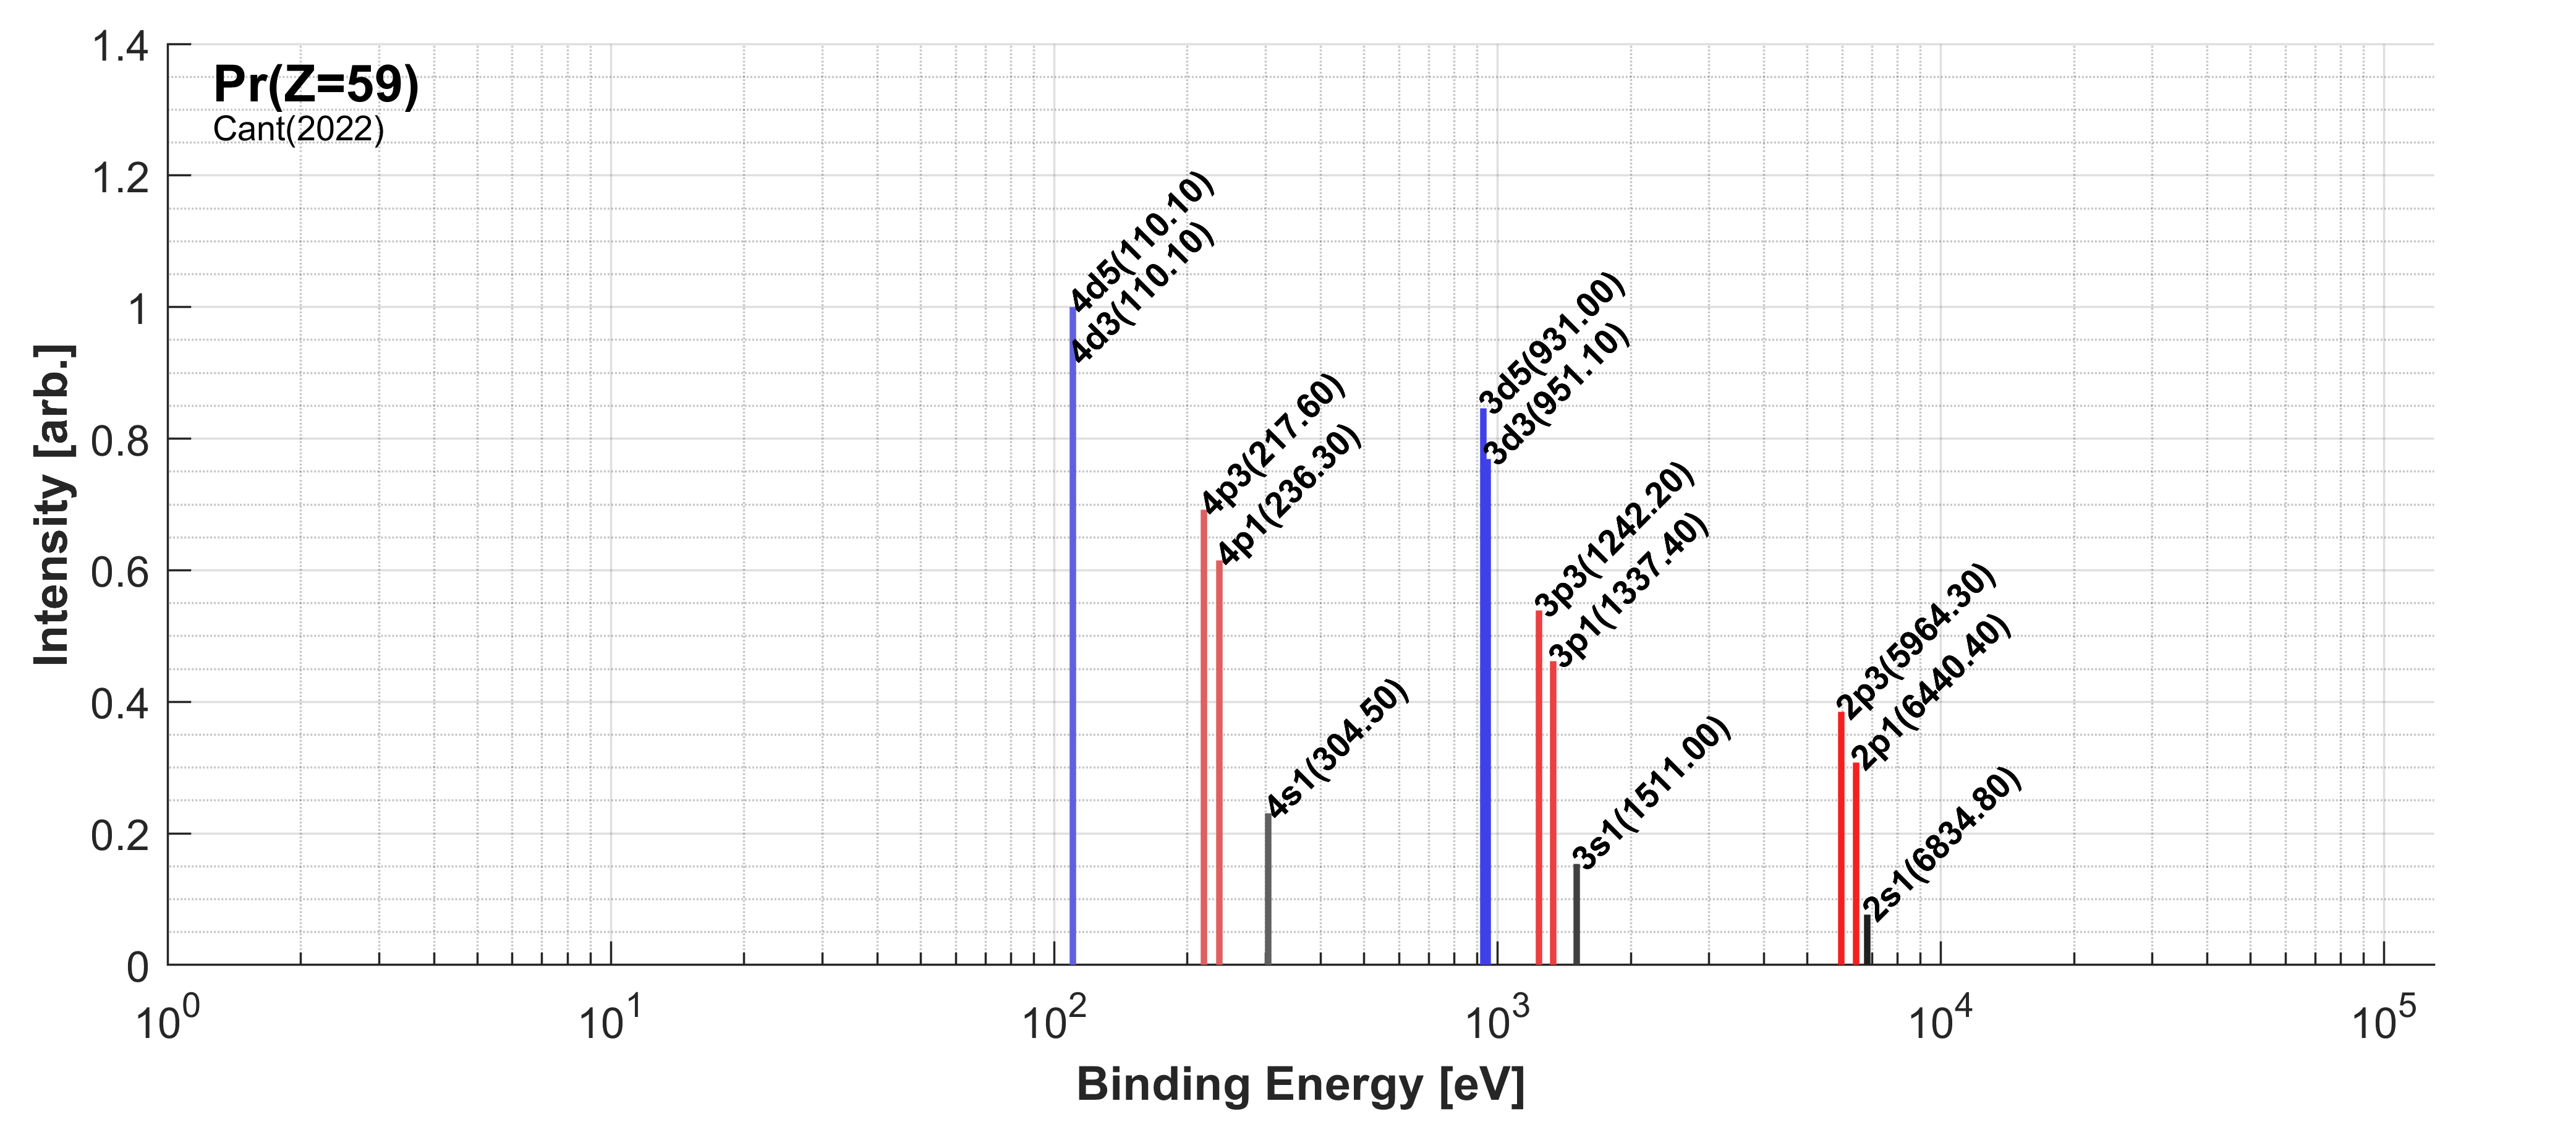 Pr(Z=59)
Cant(2022)
Intensity [arb.]
1.4
1.2
1
0.8
0.6
0.4
0.2
0
4d5(110.10)
4d3(110.10)
4p3(217.60)
4p1(236.30)
4s1(304.50)
3d5(931.00)
3d3(951.10)
3p3(1242.20)
3p1(1337.40)
3s1(1511.00)
2p3(5964.30)
2p1(6440.40)
2s1(6834.80)
10^0 10^1 10^2 10^3 10^4 10^5
Binding Energy [eV]